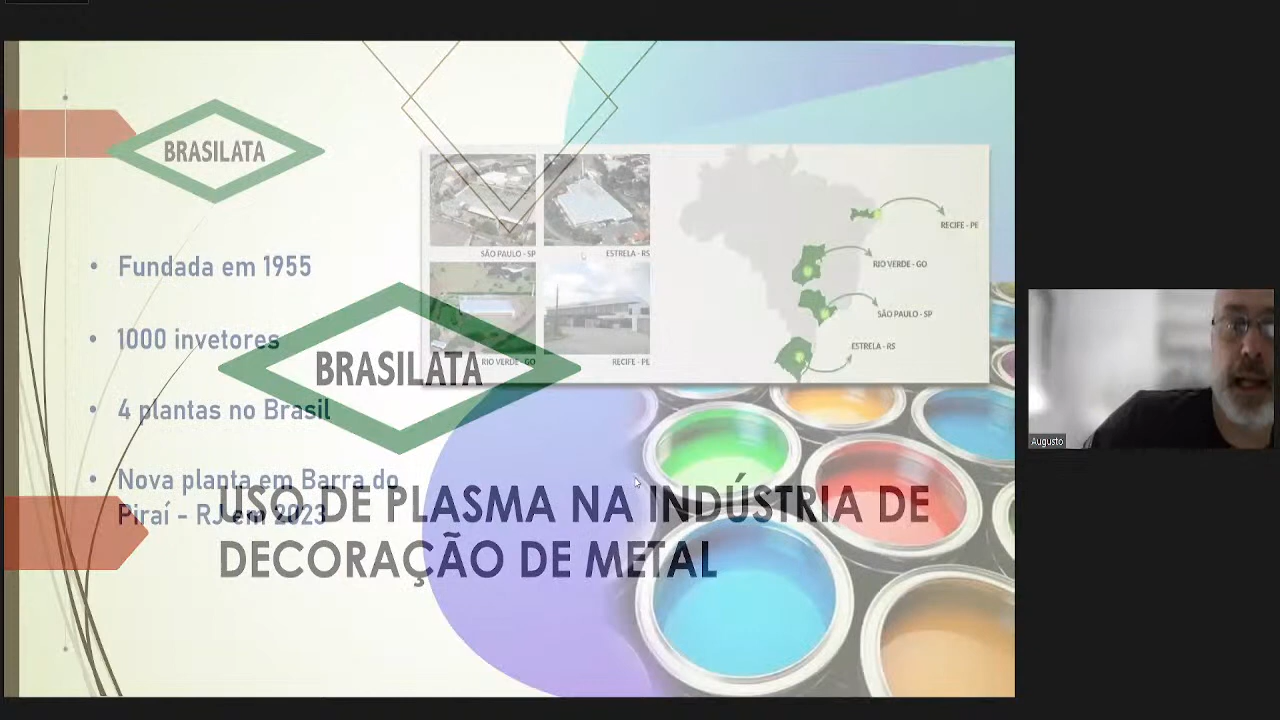 BRASILATA
• Fundada em 1955
• 1000 invetores
• 4 plantas no Brasil
• Nova planta em Barra do
Piraí - RJ em 2023
SÃO PAULO - SP
ESTRELA - RS
RIO VERDE - GO
RECIFE - PE
RECIFE - PE
RIO VERDE - GO
SÃO PAULO - SP
ESTRELA - RS
BRASILATA
USO DE PLASMA NA INDÚSTRIA DE
DECORAÇÃO DE METAL
Augusto